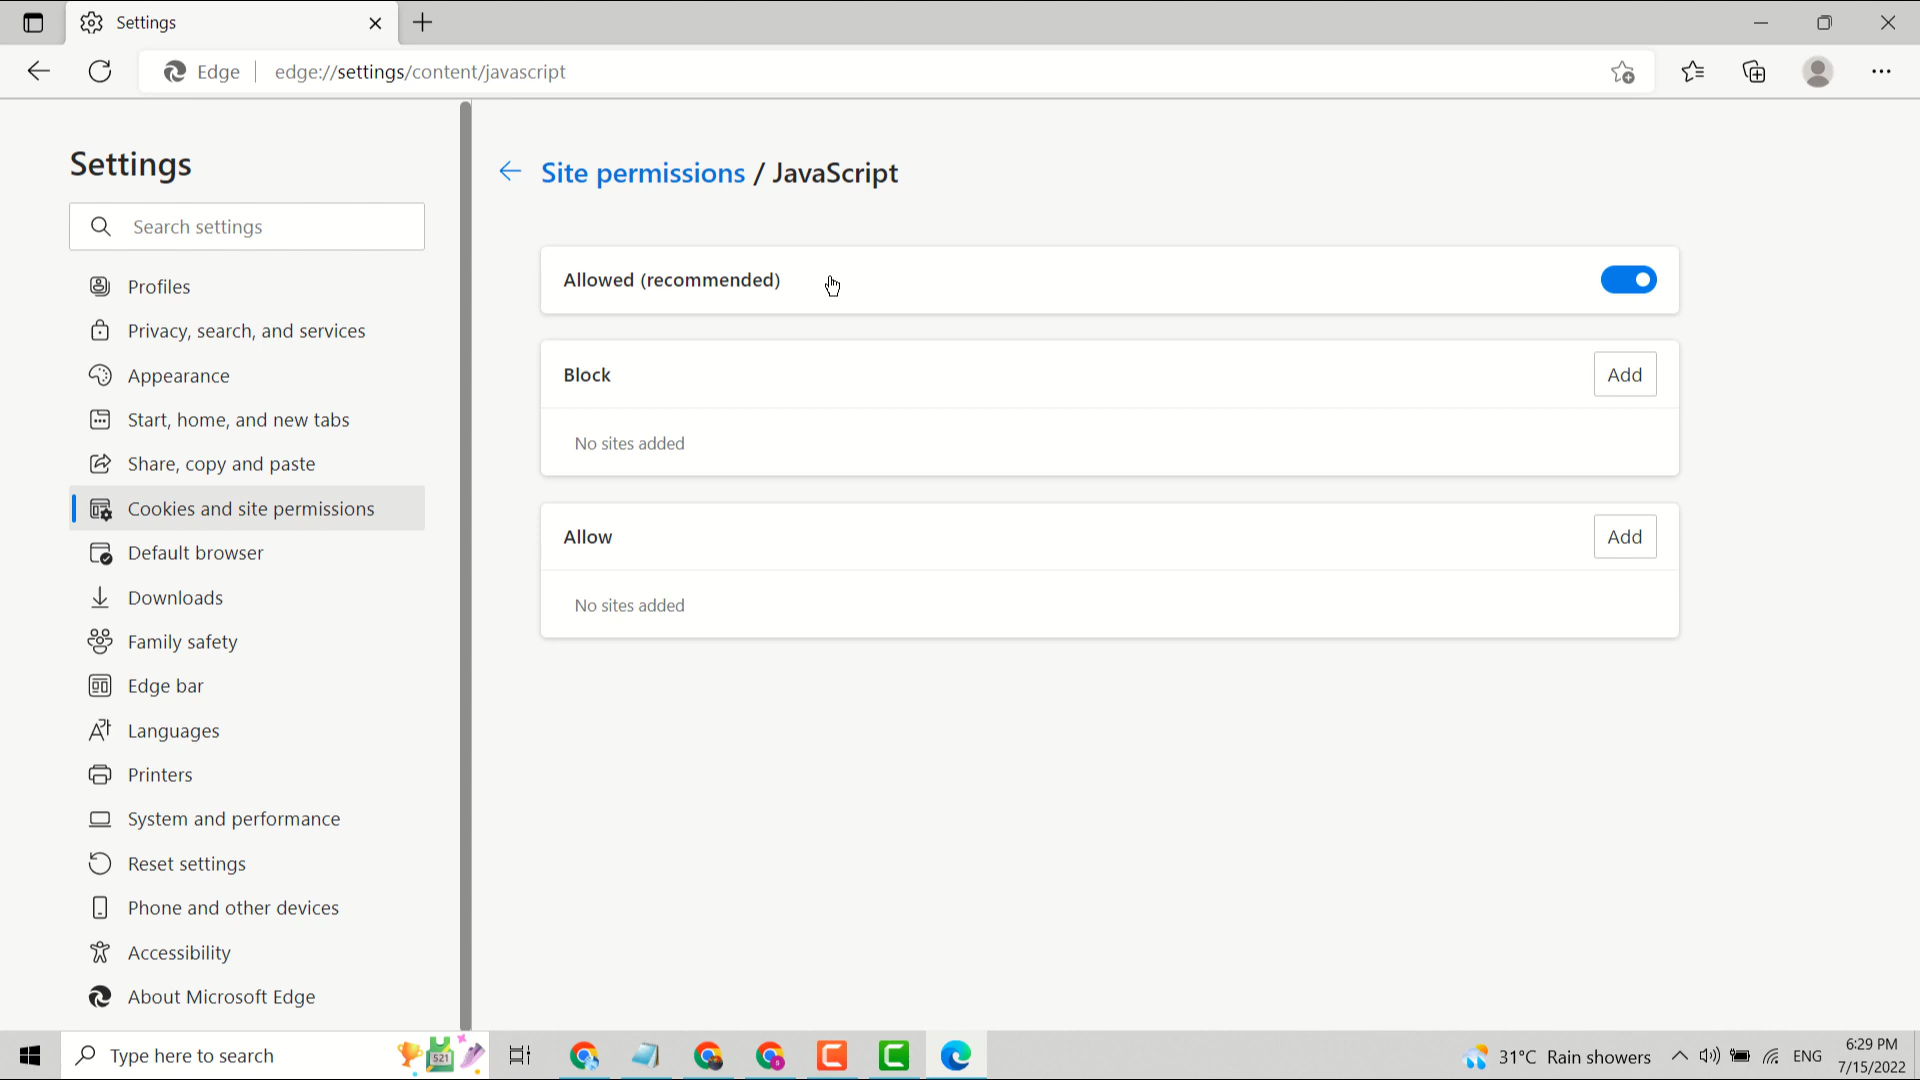 Settings
Edge edge://settings/content/javascript
Settings
Search settings
Profiles
Privacy, search, and services
Appearance
Start, home, and new tabs
Share, copy and paste
Cookies and site permissions
Default browser
Downloads
Family safety
Edge bar
Languages
Printers
System and performance
Reset settings
Phone and other devices
Accessibility
About Microsoft Edge
Site permissions / JavaScript
Allowed (recommended)
Block Add
No sites added
Allow Add
No sites added
Type here to search
521
31°C Rain showers
ENG
6:29 PM
7/15/2022